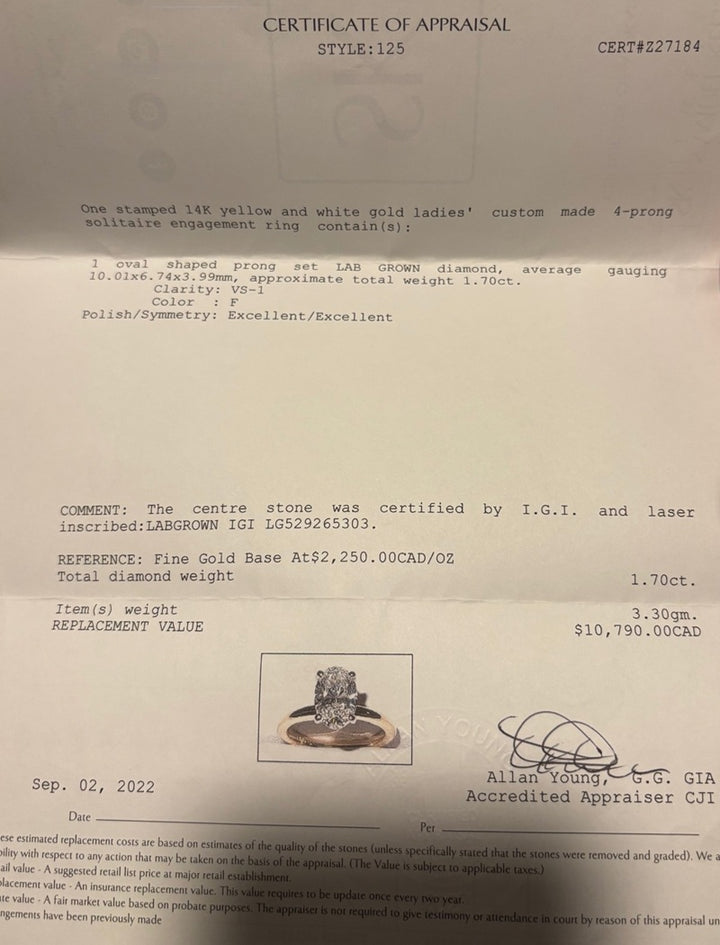 CERTIFICATE OF APPRAISAL
STYLE:125
CERT#Z27184
One stamped 14K yellow and white gold ladies' custom made 4-prong
solitaire engagement ring contain(s):
1 oval shaped prong set LAB GROWN diamond, average gauging
10.01x6.74x3.99mm, approximate total weight 1.70ct.
Clarity: VS-1
Color : F
Polish/Symmetry: Excellent/Excellent
COMMENT: The centre stone was certified by I.G.I. and laser
inscribed:LABGROWN IGI LG529265303.
REFERENCE: Fine Gold Base At$2,250.00CAD/OZ
Total diamond weight 1.70ct.
Item(s) weight 3.30gm.
REPLACEMENT VALUE $10,790.00CAD
Sep. 02, 2022
Allan Young, G.G. GIA
Accredited Appraiser CJI
Date
Per
ese estimated replacement costs are based on estimates of the quality of the stones (unless specifically stated that the stones were removed and graded). We a
bility with respect to any action that may be taken on the basis of the appraisal. (The Value is subject to applicable taxes.)
ail value - A suggested retail list price at major retail establishment.
placement value - An insurance replacement value. This value requires to be update once every two year.
te value - A fair market value based on probate purposes. The appraiser is not required to give testimony or attendance in court by reason of this appraisal un
ngements have been previously made